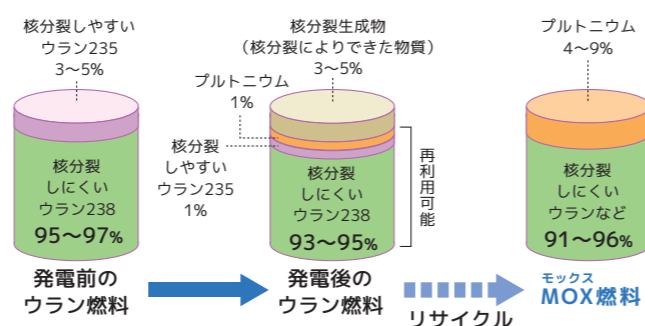 核分裂しやすい
ウラン235
3～5%
核分裂
しにくい
ウラン238
95～97%
発電前の
ウラン燃料
核分裂生成物
（核分裂によりできた物質）
3～5%
プルトニウム
1%
核分裂
しやすい
ウラン235
1%
核分裂
しにくい
ウラン238
93～95%
再利用可能
発電後の
ウラン燃料
リサイクル
プルトニウム
4～9%
核分裂
しにくい
ウランなど
91～96%
モックス
MOX燃料